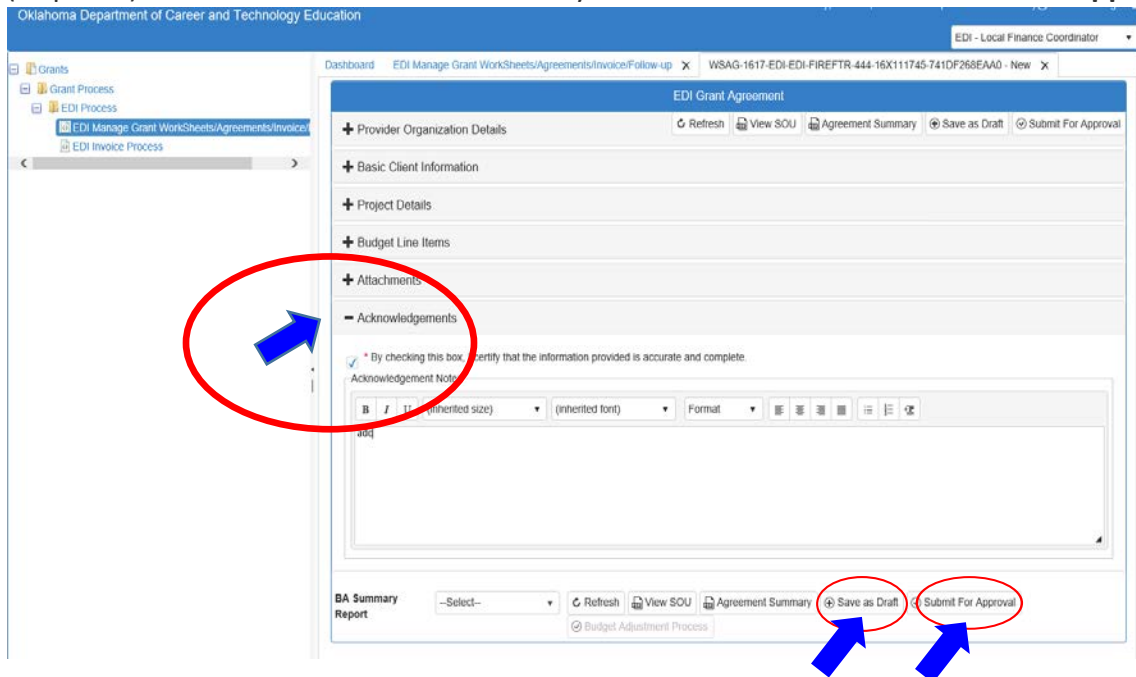 Oklahoma Department of Career and Technology Education
EDI - Local Finance Coordinator
Grants
Grant Process
EDI Process
EDI Manage Grant WorkSheets/Agreements/Invoice/
EDI Invoice Process
Dashboard EDI Manage Grant WorkSheets/Agreements/Invoice/Follow-up X WSAG-1617-EDI-EDI-FIREFTR-444-16X111745-741DF268EAA0 - New X
EDI Grant Agreement
Provider Organization Details
Refresh View SOU Agreement Summary Save as Draft Submit For Approval
Basic Client Information
Project Details
Budget Line Items
Attachments
Acknowledgements
* By checking this box, I certify that the information provided is accurate and complete.
Acknowledgement Note
B I U (inherited size) (inherited font) Format
adq
BA Summary Report --Select-- Refresh View SOU Agreement Summary Save as Draft Submit For Approval
Budget Adjustment Process